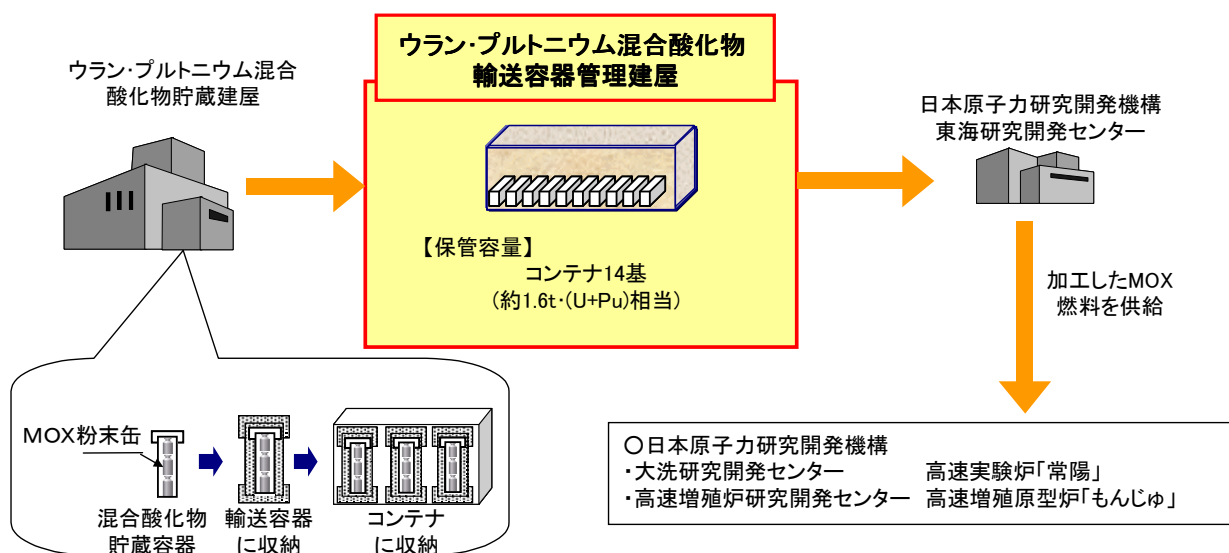 ウラン・プルトニウム混合
酸化物貯蔵建屋
ウラン・プルトニウム混合酸化物
輸送容器管理建屋
【保管容量】
コンテナ14基
(約1.6t・(U+Pu)相当)
日本原子力研究開発機構
東海研究開発センター
加工したMOX
燃料を供給
MOX粉末缶
混合酸化物
貯蔵容器
輸送容器
に収納
コンテナ
に収納
○日本原子力研究開発機構
・大洗研究開発センター 高速実験炉「常陽」
・高速増殖炉研究開発センター 高速増殖原型炉「もんじゅ」